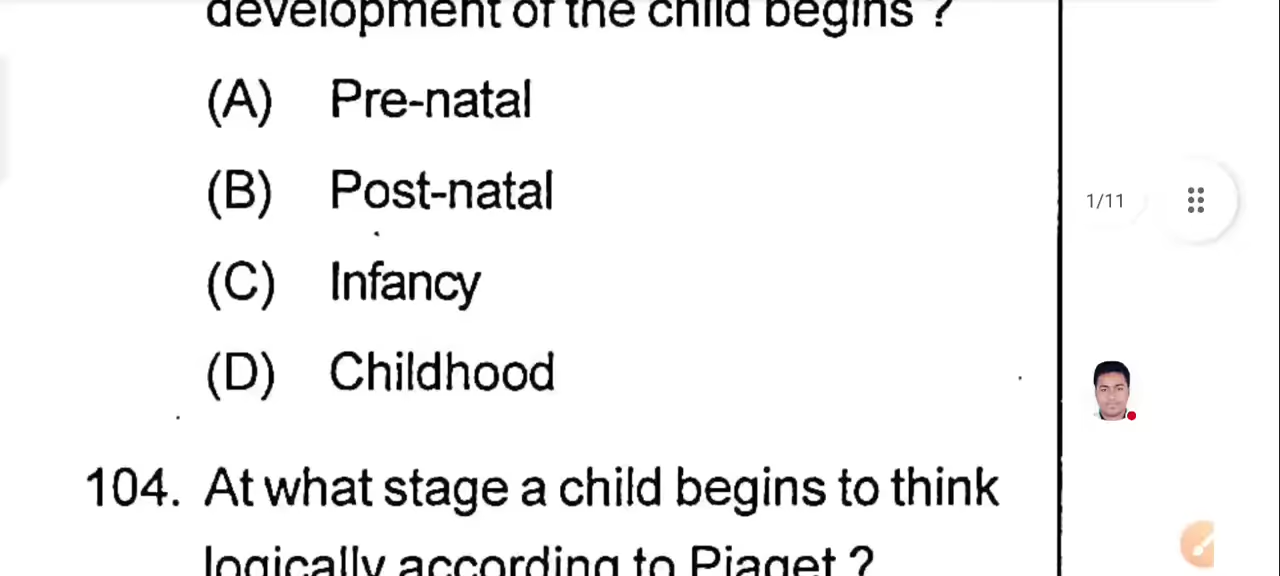 development of the child begins ?
(A) Pre-natal
(B) Post-natal
(C) Infancy
(D) Childhood
1/11
104. At what stage a child begins to think
logically according to Piaget ?